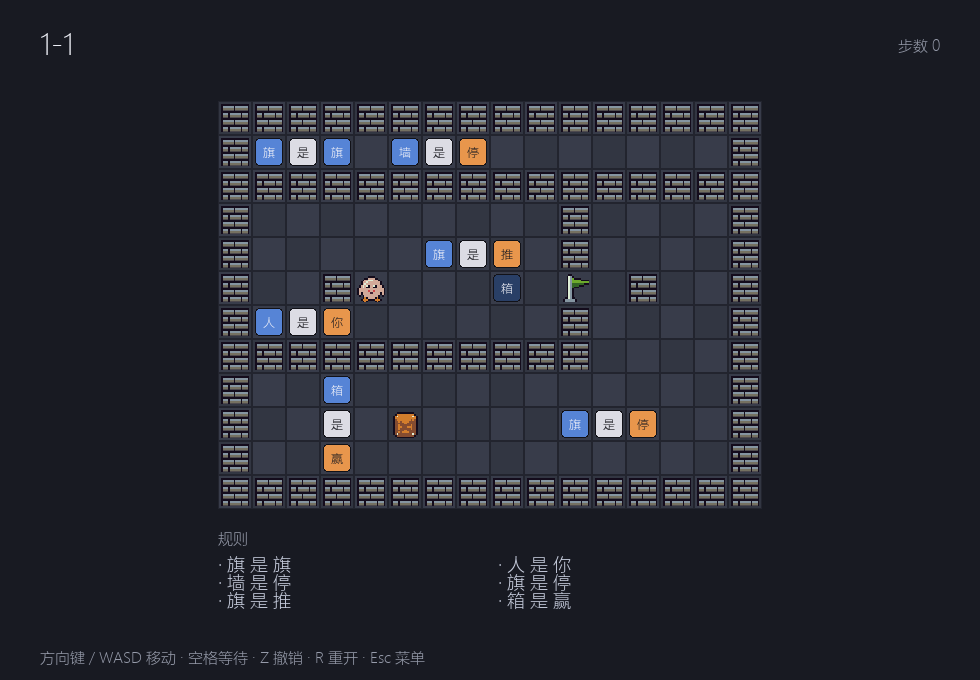 1-1
步数 0
旗 是 旗 墙 是 停
旗 是 推
箱
人 是 你
箱
是
旗 是 停
赢
规则
· 旗 是 旗
· 墙 是 停
· 旗 是 推
· 人 是 你
· 旗 是 停
· 箱 是 赢
方向键 / WASD 移动 · 空格等待 · Z 撤销 · R 重开 · Esc 菜单